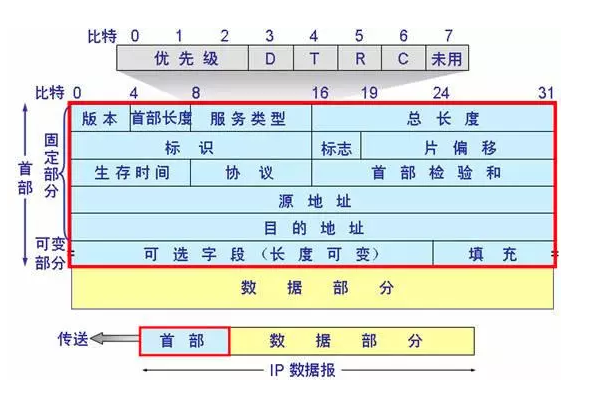 比特 0 1 2 3 4 5 6 7
优先级 D T R C 未用
比特 0 4 8 16 19 24 31
版本 首部长度 服务类型 总长度
标识 标志 片偏移
生存时间 协议 首部检验和
源地址
目的地址
可选字段（长度可变） 填充
首部
固定部分
可变部分
数据部分
传送 首部 数据部分
IP 数据报